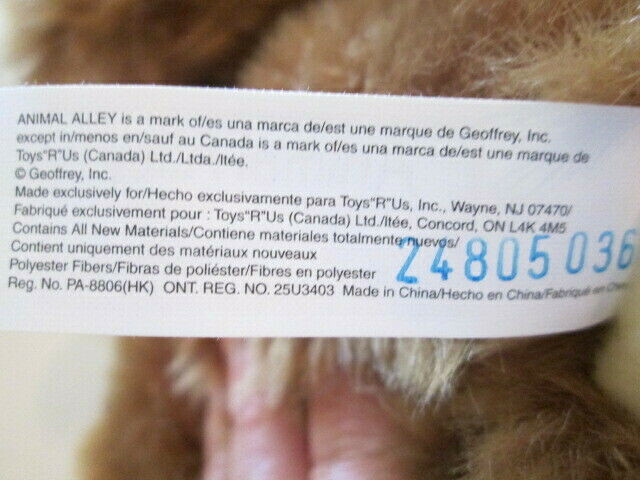 ANIMAL ALLEY is a mark of/es una marca de/est une marque de Geoffrey, Inc.
except in/menos en/sauf au Canada is a mark of/es una marca de/est une marque de
Toys"R"Us (Canada) Ltd./Ltda./ltée.
© Geoffrey, Inc.
Made exclusively for/Hecho exclusivamente para Toys"R"Us, Inc., Wayne, NJ 07470/
Fabriqué exclusivement pour : Toys"R"Us (Canada) Ltd./ltée, Concord, ON L4K 4M5
Contains All New Materials/Contiene materiales totalmente nuevos/
Contient uniquement des matériaux nouveaux
Polyester Fibers/Fibras de poliéster/Fibres en polyester
24805 036
Reg. No. PA-8806(HK) ONT. REG. NO. 25U3403 Made in China/Hecho en China/Fabriqué en Chine